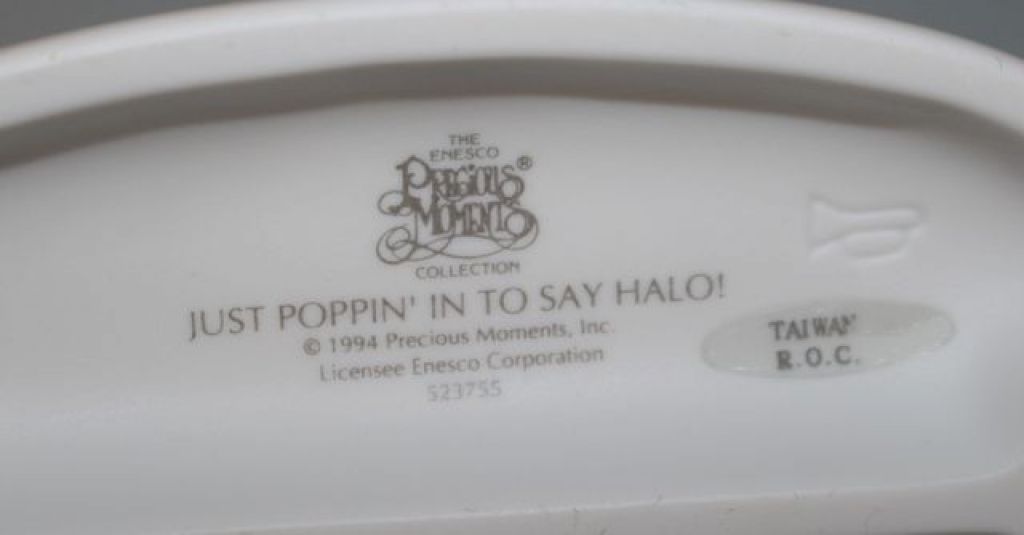 THE
ENESCO
PRECIOUS®
MOMENTS
COLLECTION
JUST POPPIN' IN TO SAY HALO!
© 1994 Precious Moments, Inc.
Licensee Enesco Corporation
523755
TAIWAN
R.O.C.